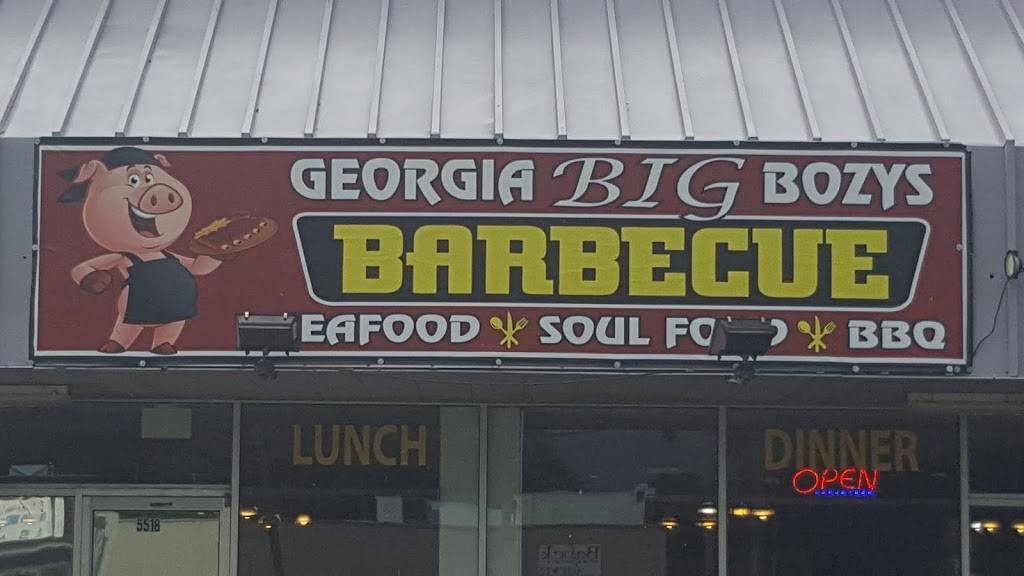 GEORGIA BIG BOZYS
BARBECUE
EAFOOD SOUL FO D BBQ
LUNCH
DINNER
OPEN
5518